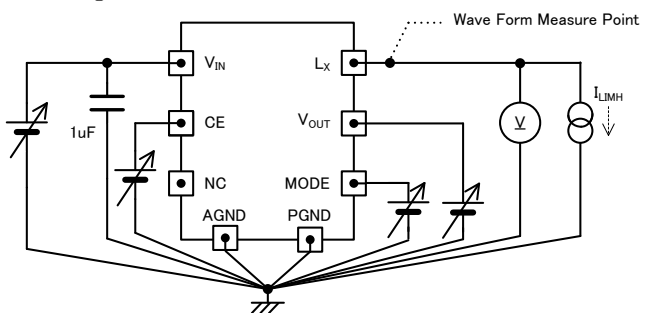 Wave Form Measure Point
VIN
LX
ILIMH
1uF
CE
VOUT
V
NC
MODE
AGND
PGND